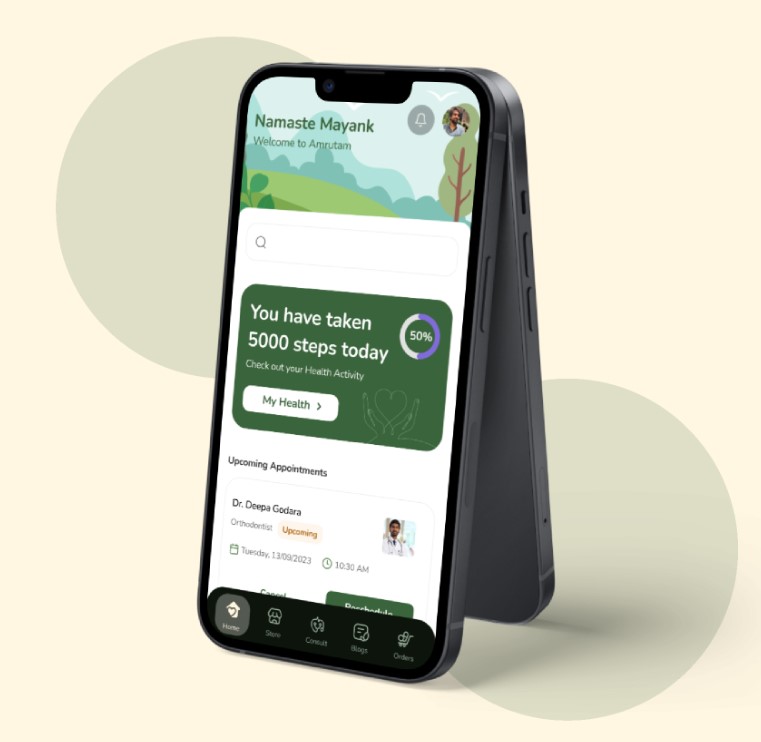 Namaste Mayank
Welcome to Amrutam
You have taken
5000 steps today
50%
Check out your Health Activity
My Health
Upcoming Appointments
Dr. Deepa Godara
Orthodontist Upcoming
Tuesday, 13/09/2023 10:30 AM
Cancel Reschedule
Home Store Consult Blogs Orders